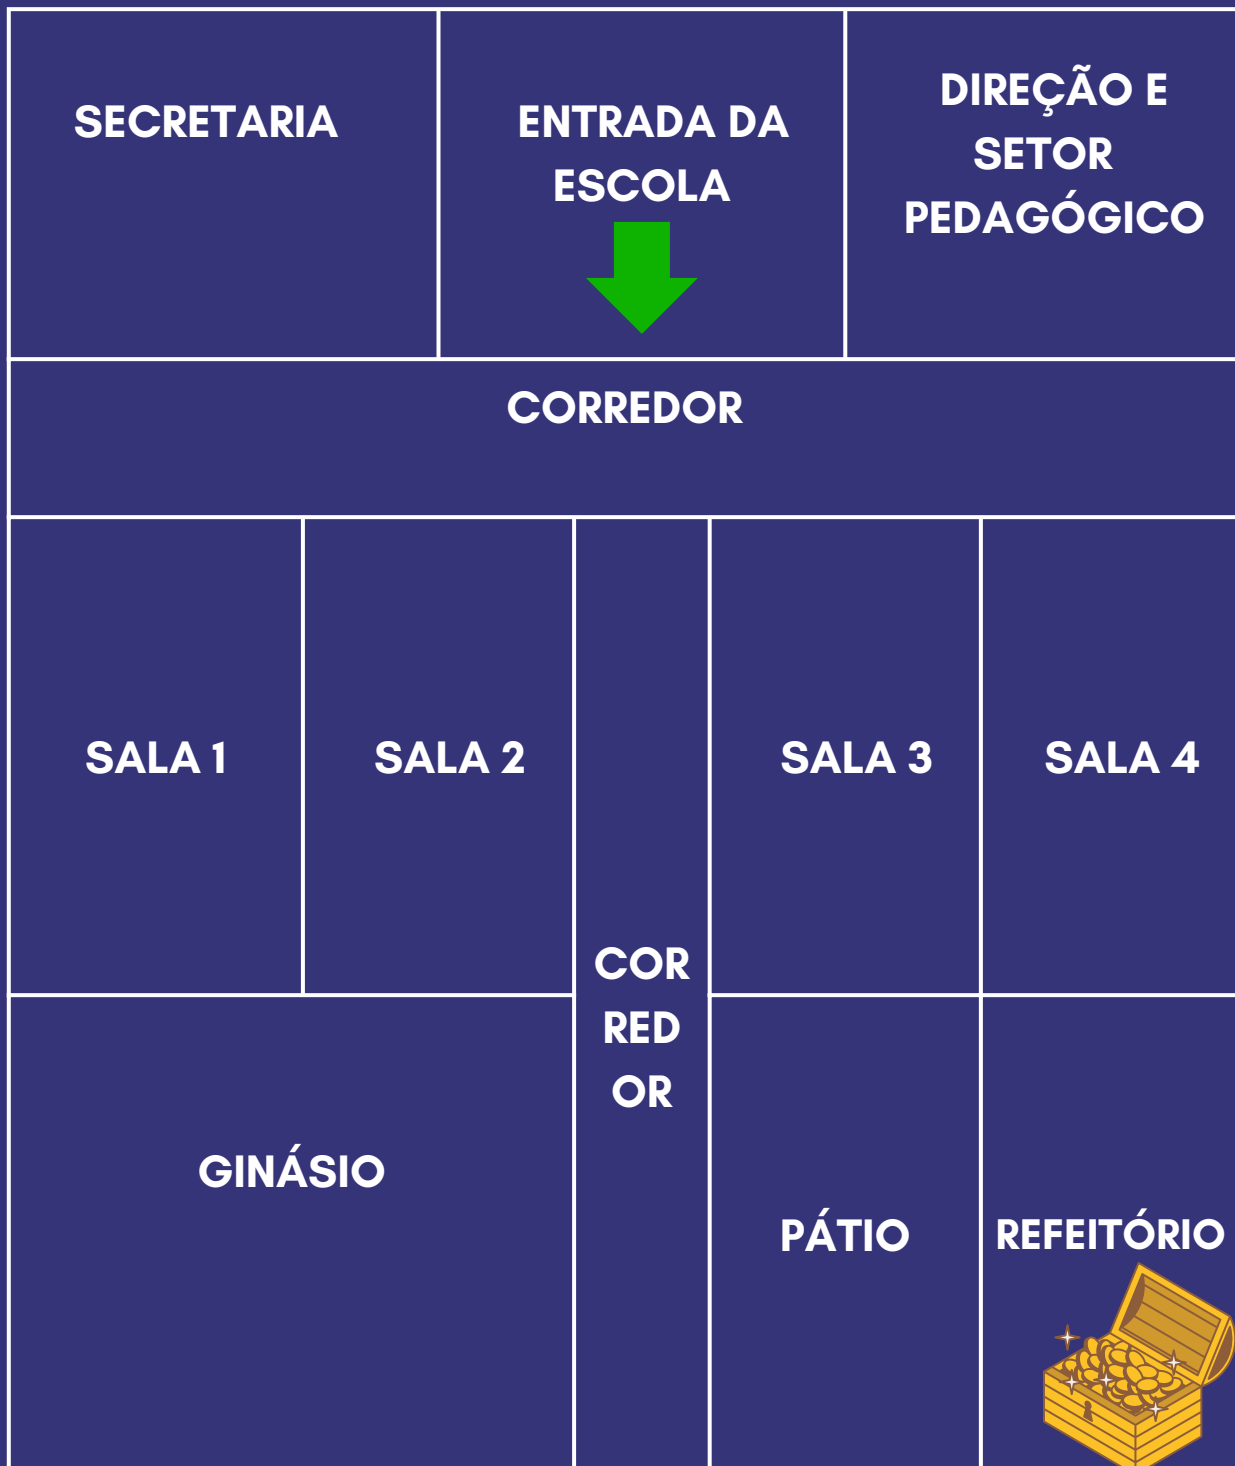 SECRETARIA
ENTRADA DA
ESCOLA
DIREÇÃO E
SETOR
PEDAGÓGICO
CORREDOR
SALA 1
SALA 2
SALA 3
SALA 4
COR
RED
OR
GINÁSIO
PÁTIO
REFEITÓRIO